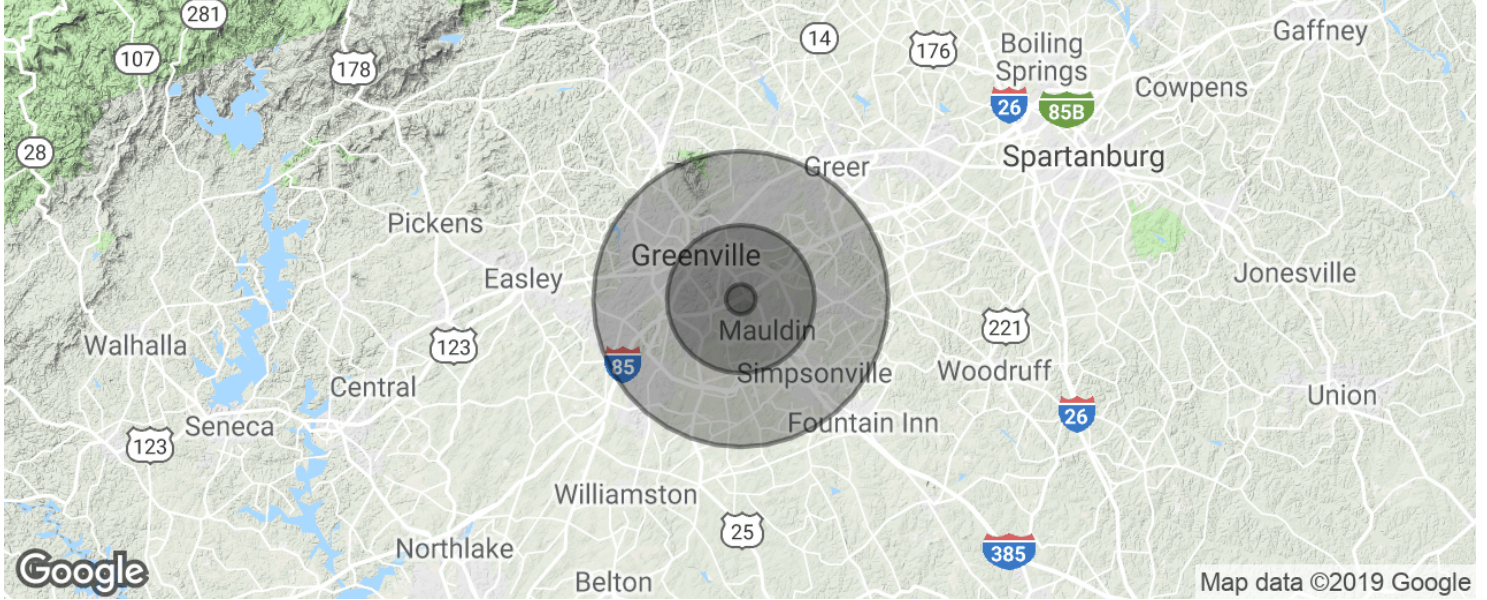 281
14
Gaffney
107
178
176
Boiling
Springs
Cowpens
26
85B
28
Greer
Spartanburg
Pickens
Greenville
Easley
Jonesville
Mauldin
221
Walhalla
123
85
Simpsonville
Woodruff
Central
Union
26
Seneca
Fountain Inn
123
Williamston
25
Northlake
385
Google
Belton
Map data ©2019 Google